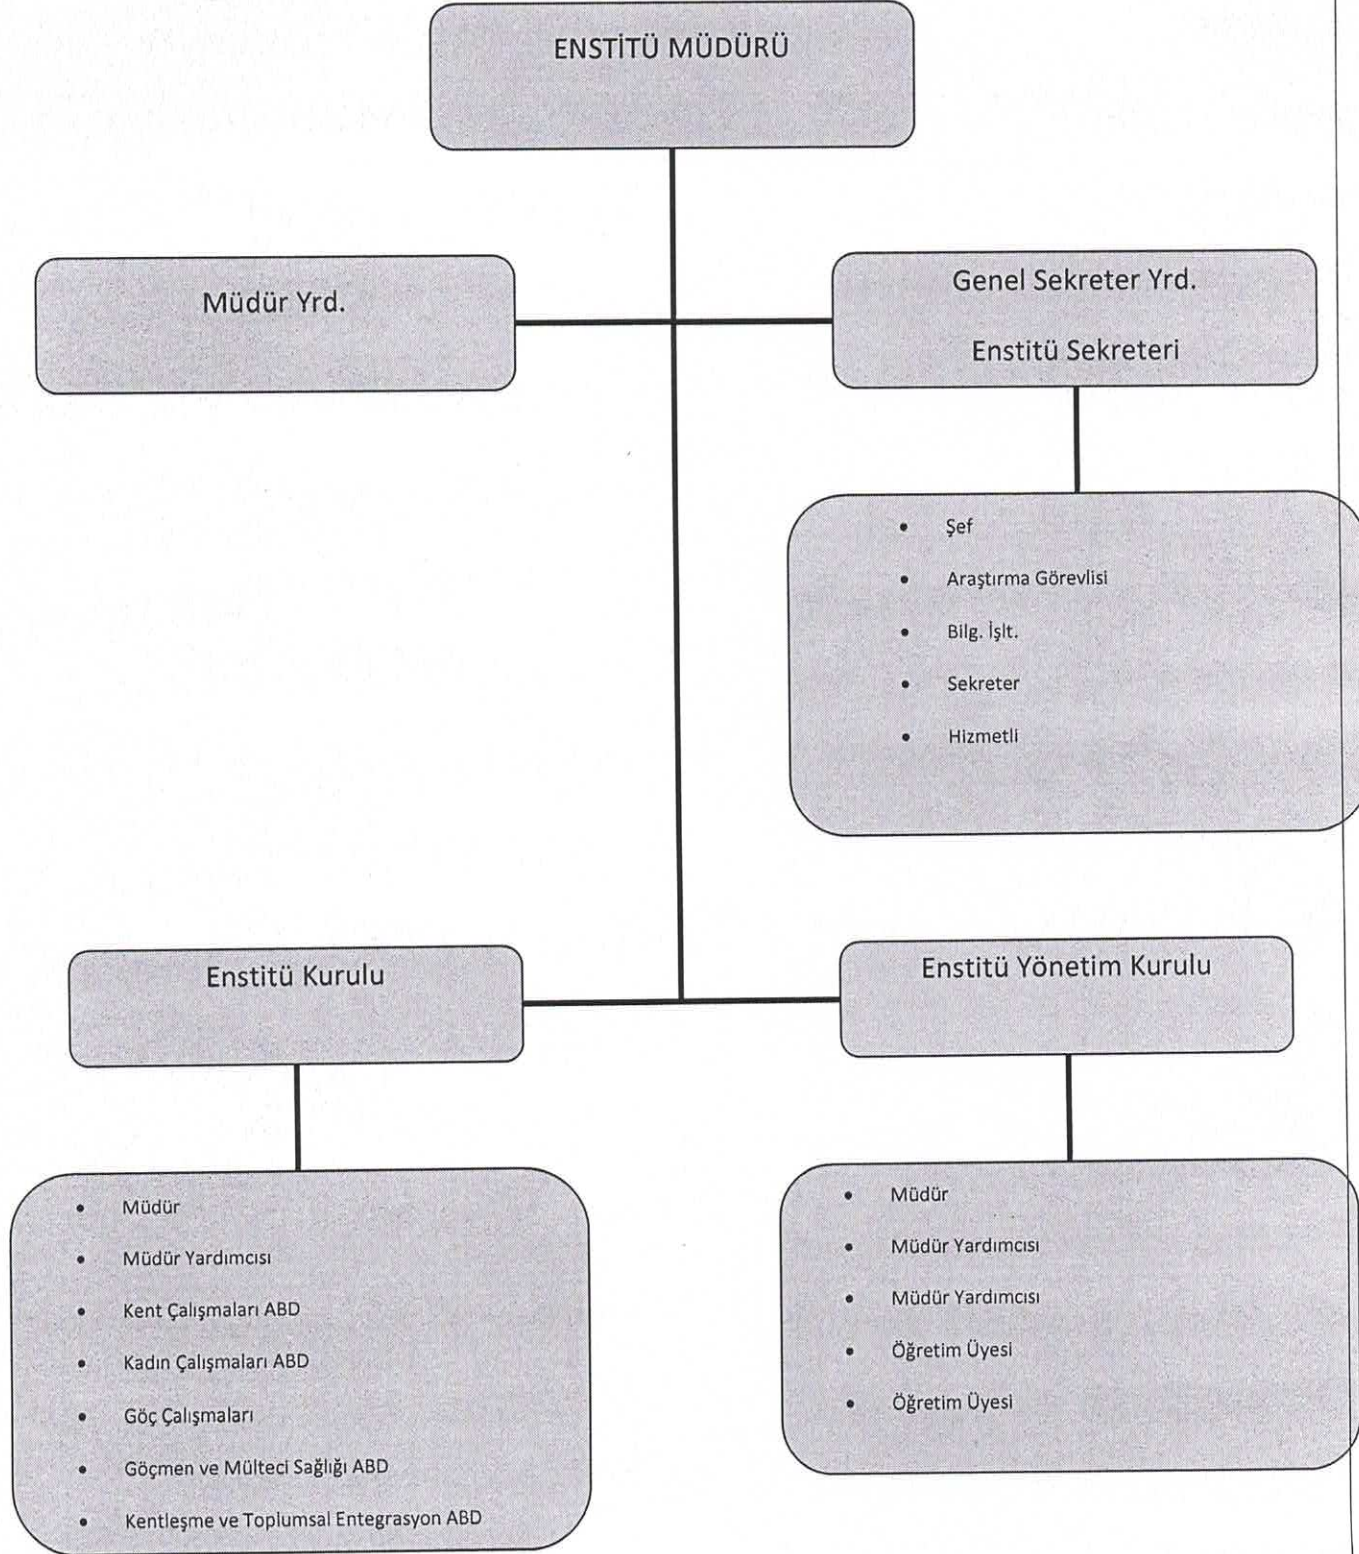 ENSTİTÜ MÜDÜRÜ
Müdür Yrd.
Genel Sekreter Yrd.
Enstitü Sekreteri
• Şef
• Araştırma Görevlisi
• Bilg. İşlt.
• Sekreter
• Hizmetli
Enstitü Kurulu
Enstitü Yönetim Kurulu
• Müdür
• Müdür Yardımcısı
• Kent Çalışmaları ABD
• Kadın Çalışmaları ABD
• Göç Çalışmaları
• Göçmen ve Mülteci Sağlığı ABD
• Kentleşme ve Toplumsal Entegrasyon ABD
• Müdür
• Müdür Yardımcısı
• Müdür Yardımcısı
• Öğretim Üyesi
• Öğretim Üyesi